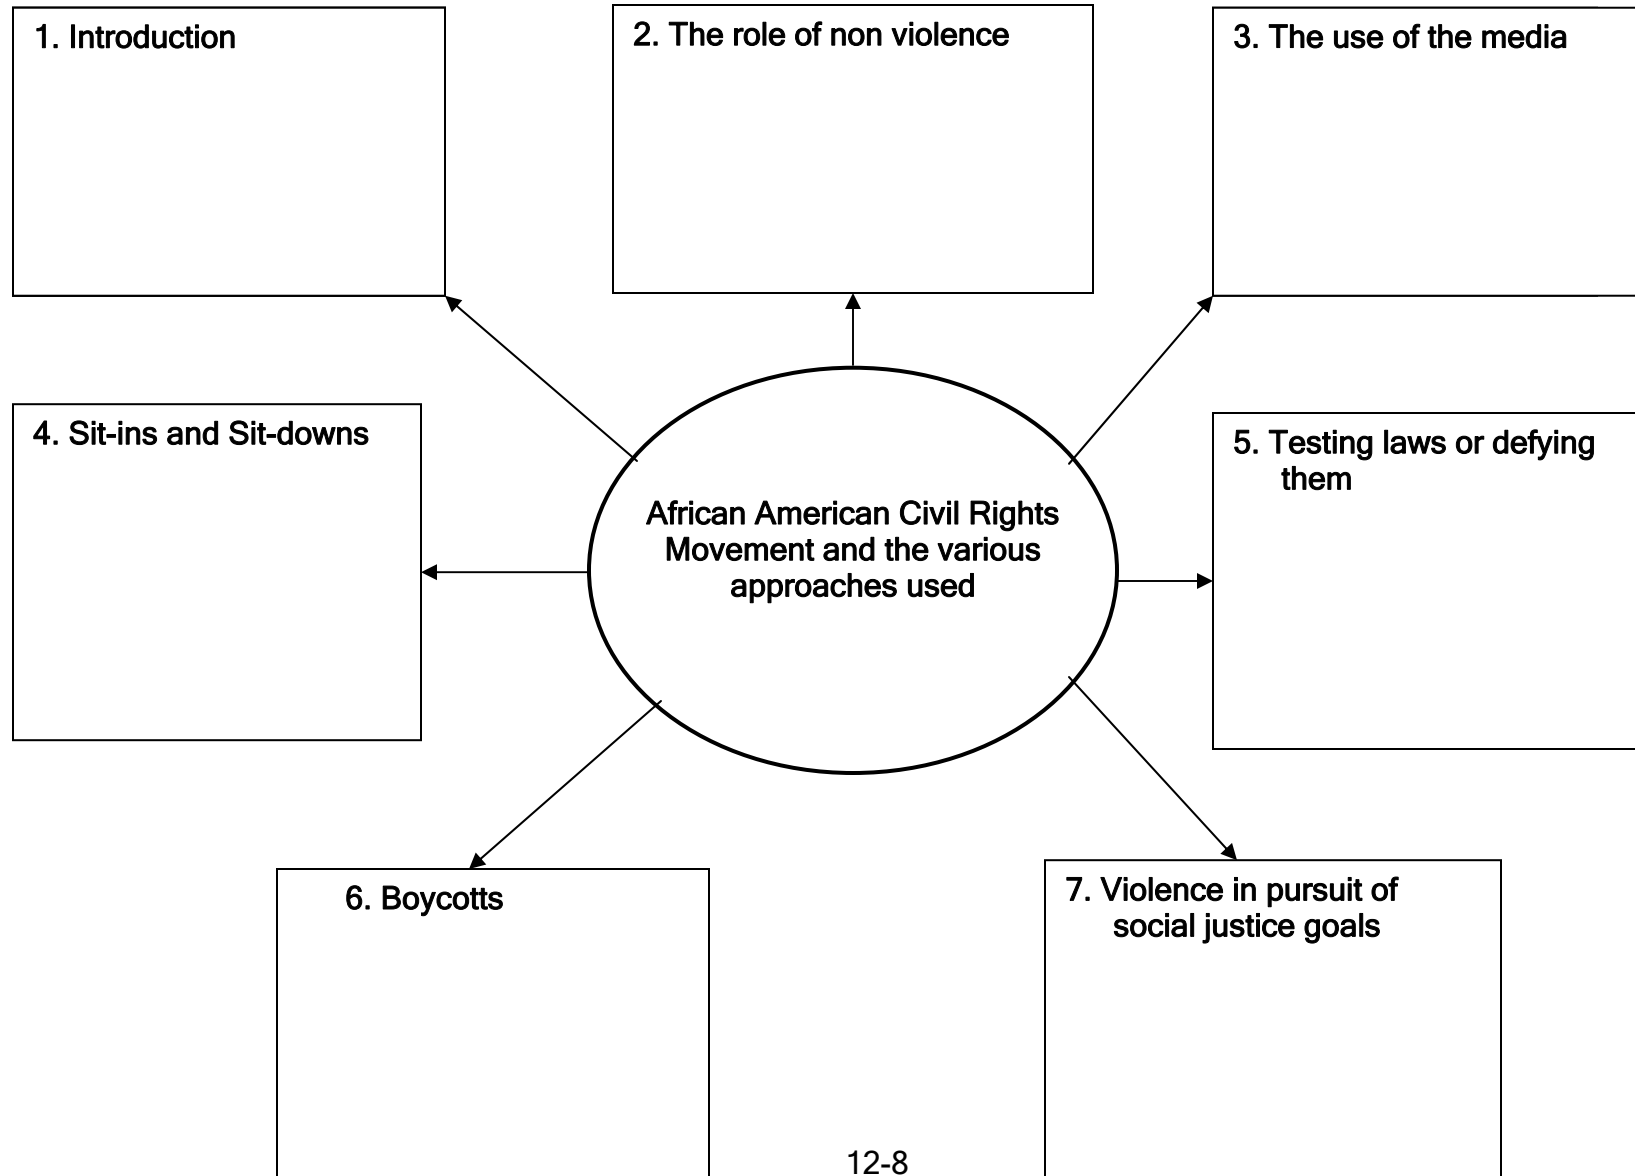 1. Introduction
2. The role of non violence
3. The use of the media
4. Sit-ins and Sit-downs
African American Civil Rights
Movement and the various
approaches used
5. Testing laws or defying
them
6. Boycotts
7. Violence in pursuit of
social justice goals
12-8